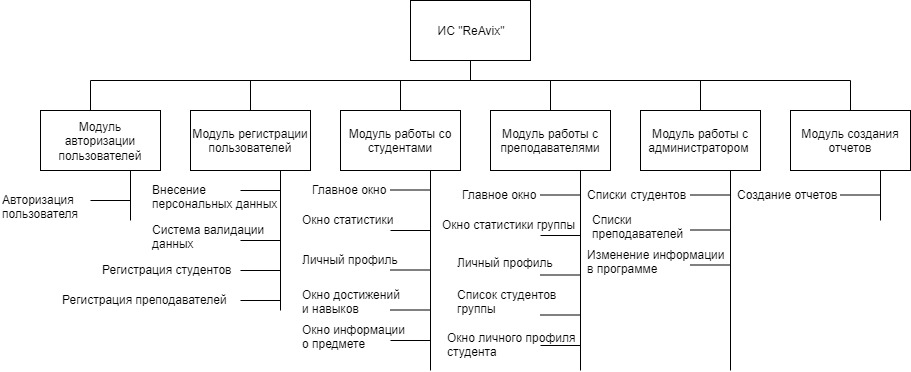 ИС "ReAvix"
Модуль
авторизации
пользователей
Модуль регистрации
пользователей
Модуль работы со
студентами
Модуль работы с
преподавателями
Модуль работы с
администратором
Модуль создания
отчетов
Авторизация
пользователя
Внесение
персональных данных
Система валидации
данных
Регистрация студентов
Регистрация преподавателей
Главное окно
Окно статистики
Личный профиль
Окно достижений
и навыков
Окно информации
о предмете
Главное окно
Окно статистики группы
Личный профиль
Список студентов
группы
Окно личного профиля
студента
Списки студентов
Списки
преподавателей
Изменение информации
в программе
Создание отчетов